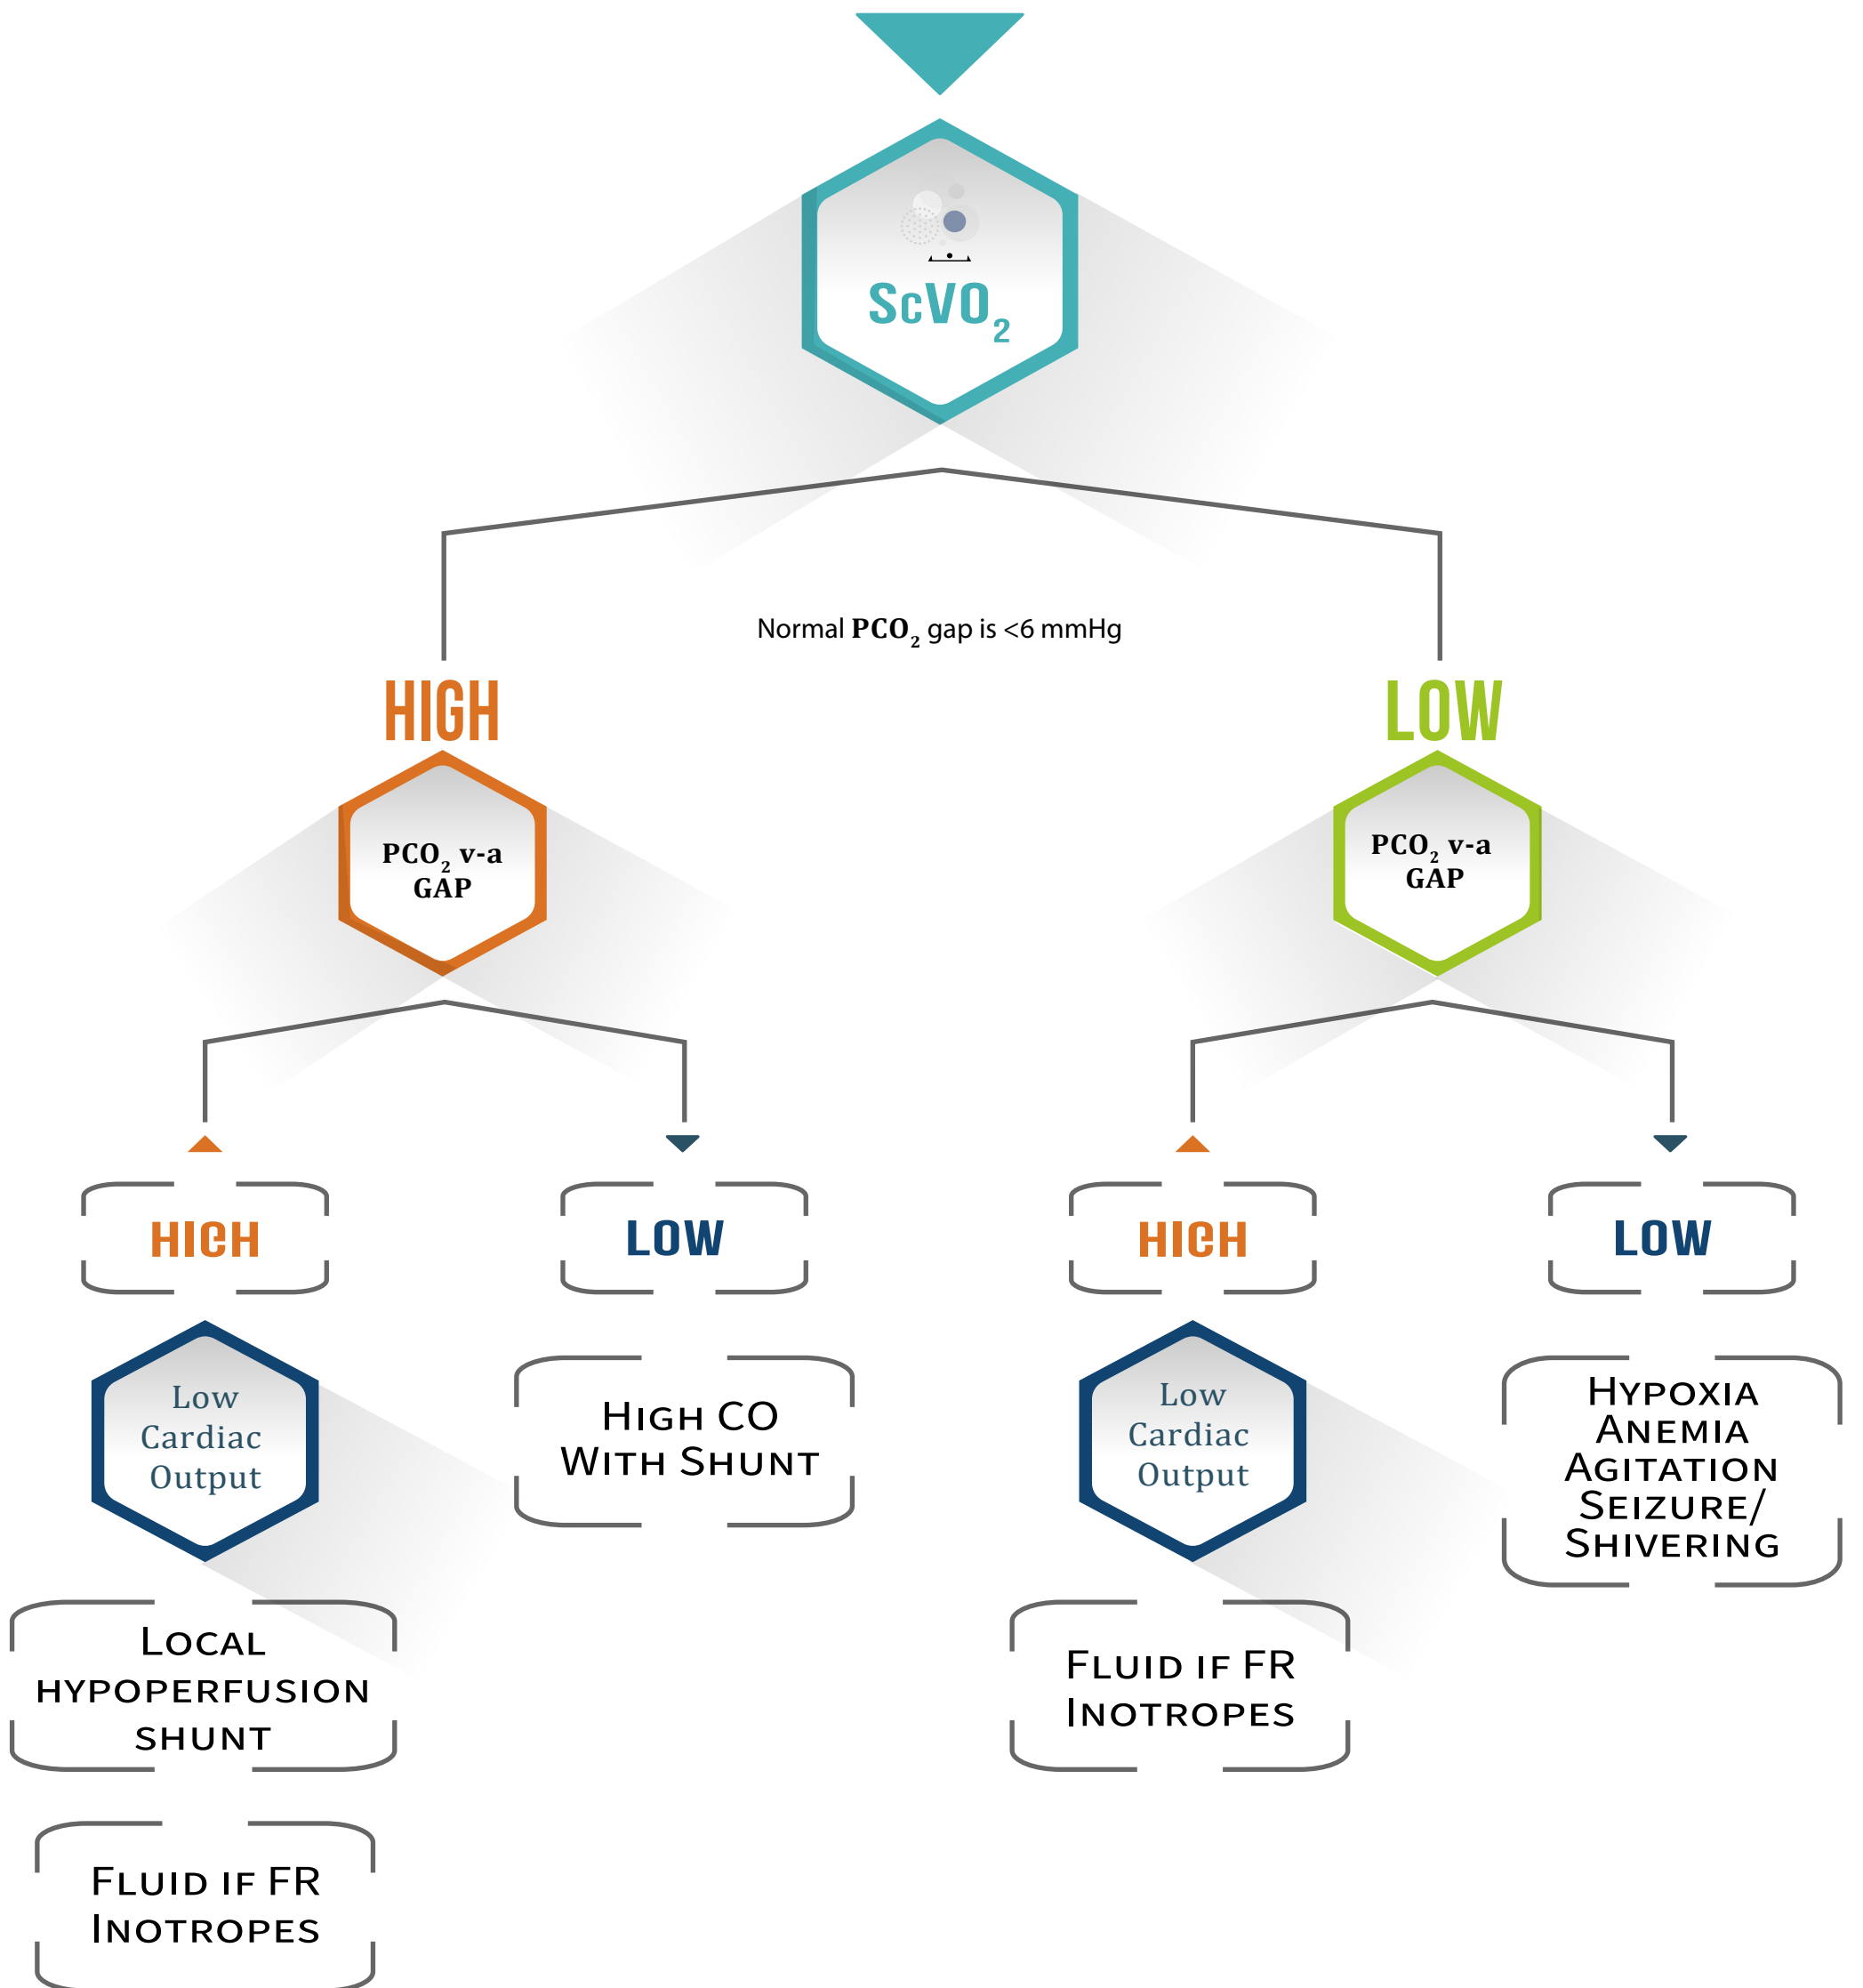 ScVO₂
Normal PCO₂ gap is <6 mmHg
HIGH
LOW
PCO₂ v-a
GAP
PCO₂ v-a
GAP
HIGH
LOW
HIGH
LOW
Low
Cardiac
Output
High CO
With Shunt
Low
Cardiac
Output
Hypoxia
Anemia
Agitation
Seizure/
Shivering
Local
hypoperfusion
shunt
Fluid if FR
Inotropes
Fluid if FR
Inotropes